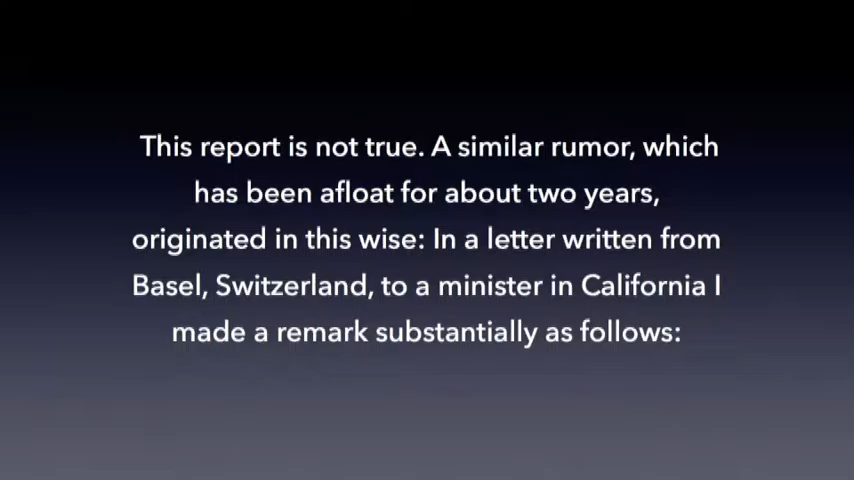 This report is not true. A similar rumor, which
has been afloat for about two years,
originated in this wise: In a letter written from
Basel, Switzerland, to a minister in California I
made a remark substantially as follows: